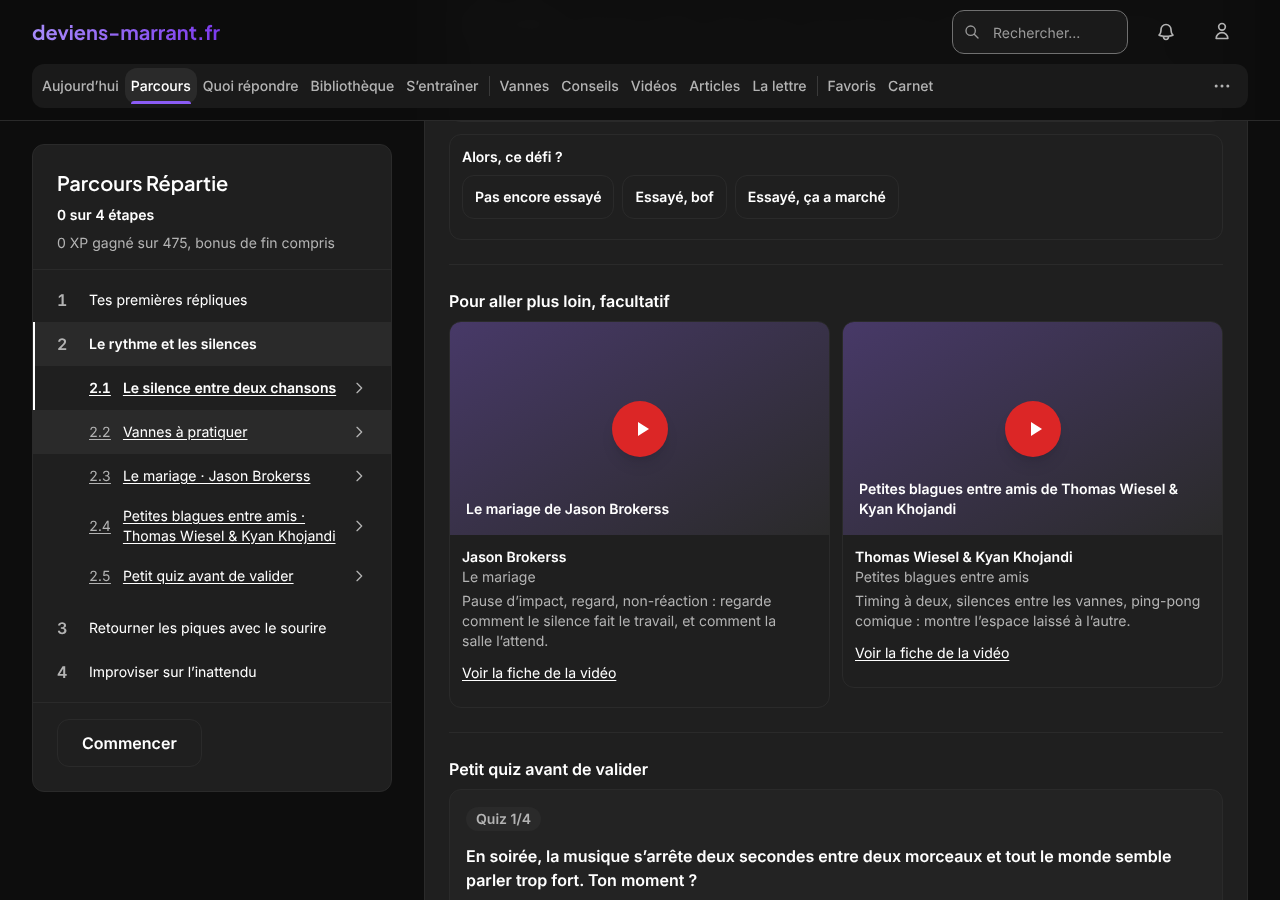 deviens-marrant.fr
Rechercher...
Aujourd’hui Parcours Quoi répondre Bibliothèque S’entraîner Vannes Conseils Vidéos Articles La lettre Favoris Carnet
Parcours Répartie
0 sur 4 étapes
0 XP gagné sur 475, bonus de fin compris
1 Tes premières répliques
2 Le rythme et les silences
2.1 Le silence entre deux chansons
2.2 Vannes à pratiquer
2.3 Le mariage · Jason Brokerss
2.4 Petites blagues entre amis ·
Thomas Wiesel & Kyan Khojandi
2.5 Petit quiz avant de valider
3 Retourner les piques avec le sourire
4 Improviser sur l’inattendu
Commencer
Alors, ce défi ?
Pas encore essayé Essayé, bof Essayé, ça a marché
Pour aller plus loin, facultatif
Le mariage de Jason Brokerss
Jason Brokerss
Le mariage
Pause d’impact, regard, non-réaction : regarde
comment le silence fait le travail, et comment la
salle l’attend.
Voir la fiche de la vidéo
Petites blagues entre amis de Thomas Wiesel &
Kyan Khojandi
Thomas Wiesel & Kyan Khojandi
Petites blagues entre amis
Timing à deux, silences entre les vannes, ping-pong
comique : montre l’espace laissé à l’autre.
Voir la fiche de la vidéo
Petit quiz avant de valider
Quiz 1/4
En soirée, la musique s’arrête deux secondes entre deux morceaux et tout le monde semble
parler trop fort. Ton moment ?